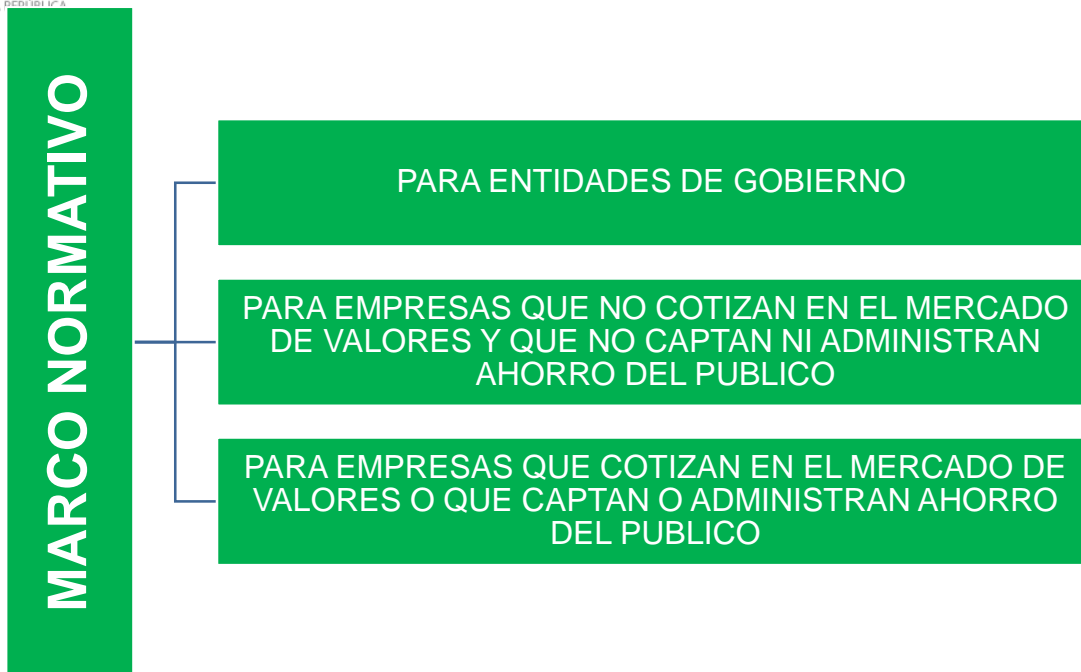 REPÚBLICA
MARCO NORMATIVO
PARA ENTIDADES DE GOBIERNO
PARA EMPRESAS QUE NO COTIZAN EN EL MERCADO
DE VALORES Y QUE NO CAPTAN NI ADMINISTRAN
AHORRO DEL PUBLICO
PARA EMPRESAS QUE COTIZAN EN EL MERCADO DE
VALORES O QUE CAPTAN O ADMINISTRAN AHORRO
DEL PUBLICO